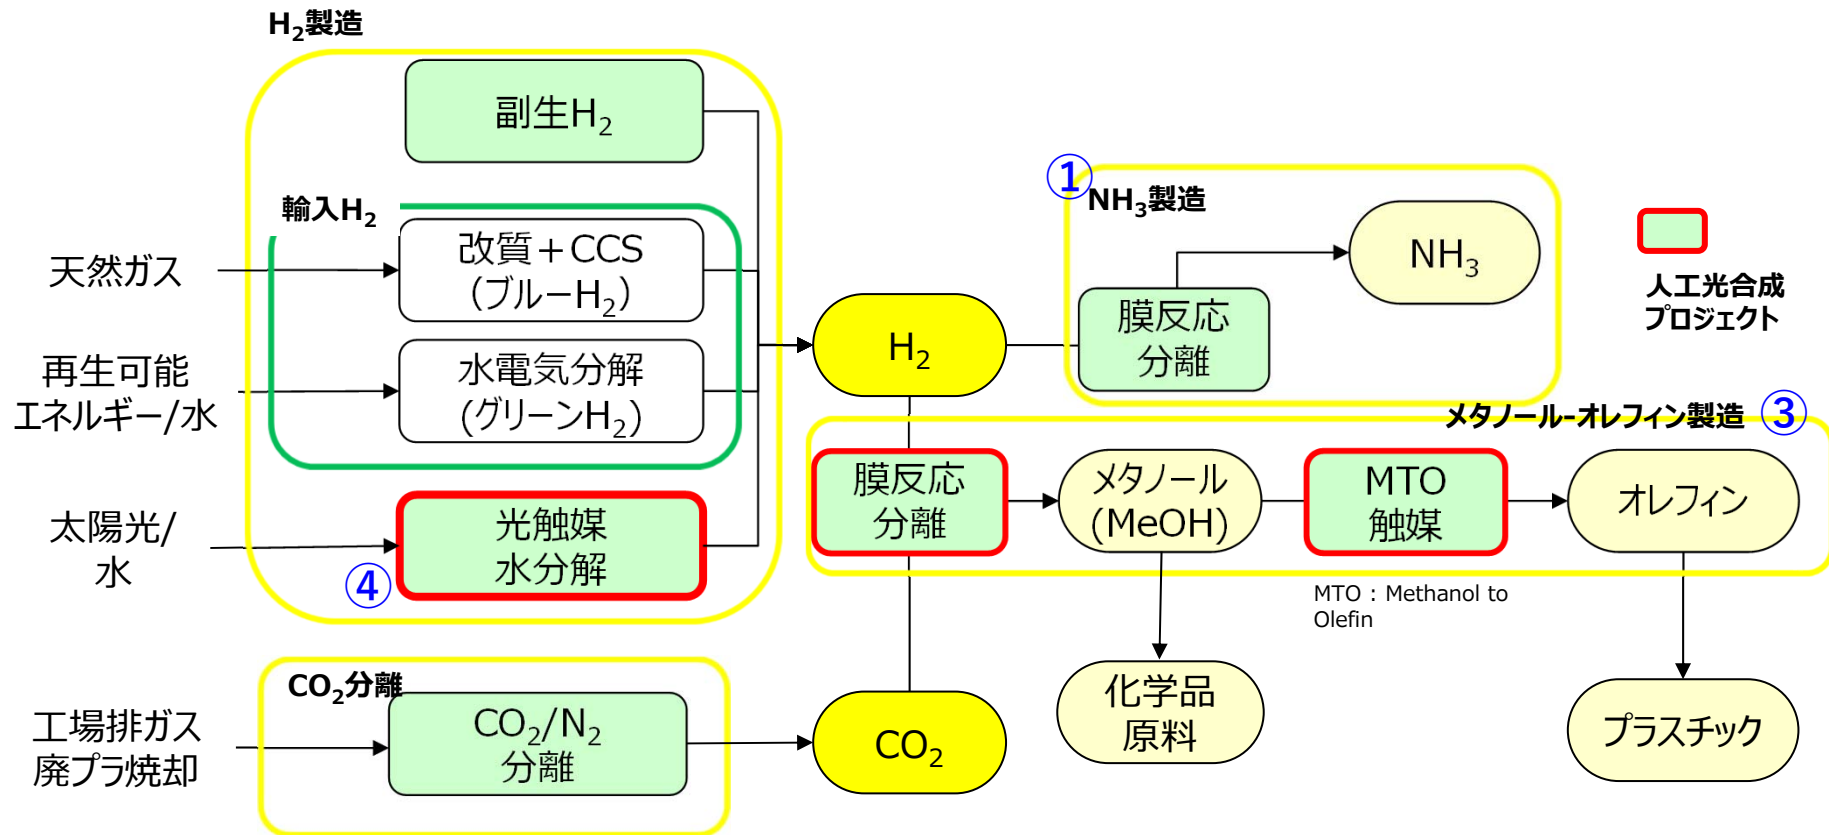 H₂製造
副生H₂
輸入H₂
天然ガス
改質＋CCS
（ブルーH₂）
再生可能
エネルギー/水
水電気分解
(グリーンH₂)
太陽光/
水
光触媒
水分解
④
CO₂分離
工場排ガス
廃プラ焼却
CO₂/N₂
分離
H₂
CO₂
①
NH₃製造
NH₃
膜反応
分離
人工光合成
プロジェクト
メタノール-オレフィン製造
③
膜反応
分離
メタノール
(MeOH)
MTO
触媒
オレフィン
MTO：Methanol to
Olefin
化学品
原料
プラスチック